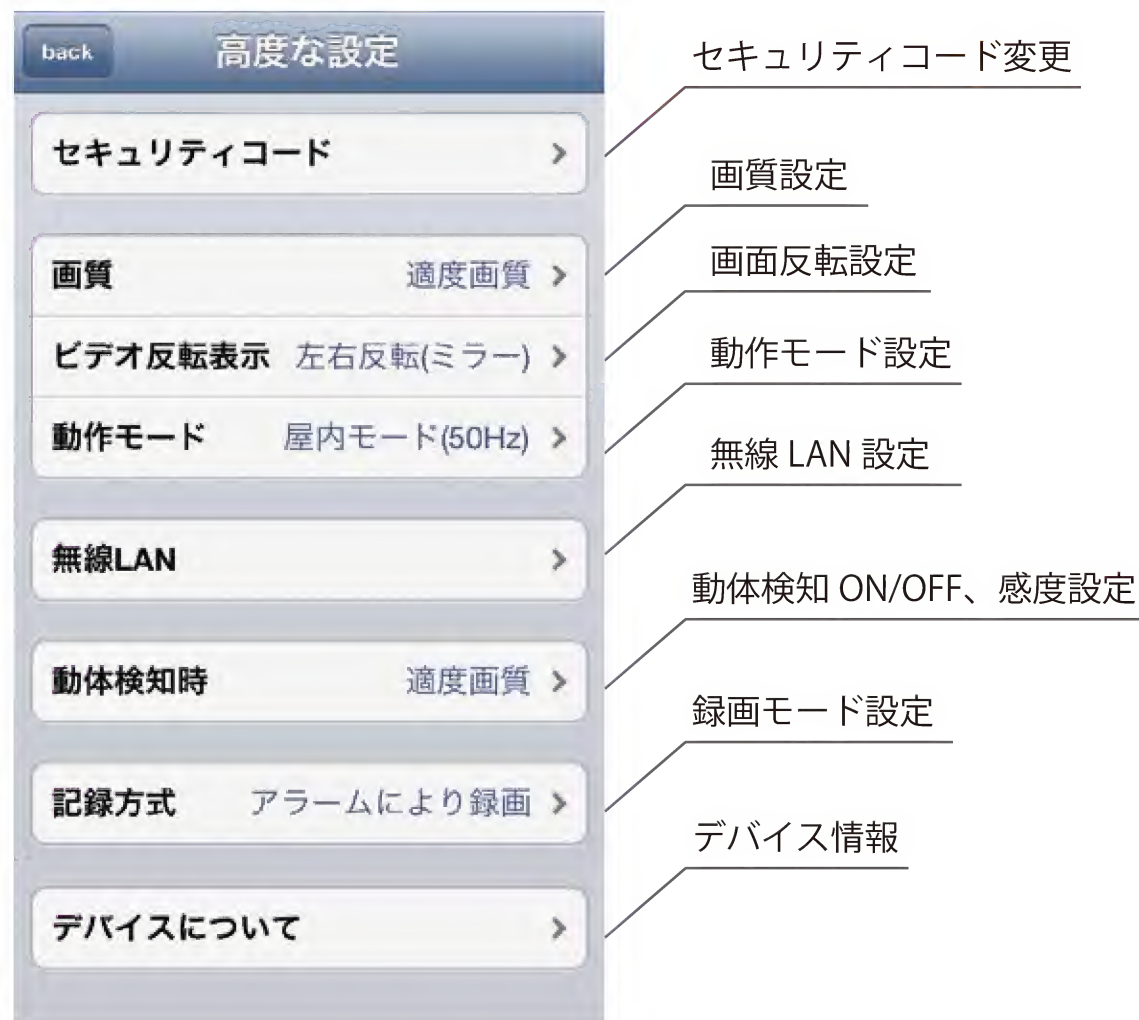 back 高度な設定
セキュリティコード変更
セキュリティコード
画質設定
画質 適度画質
画面反転設定
ビデオ反転表示 左右反転(ミラー)
動作モード設定
動作モード 屋内モード(50Hz)
無線 LAN 設定
無線LAN
動体検知 ON/OFF、感度設定
動体検知時 適度画質
録画モード設定
記録方式 アラームにより録画
デバイス情報
デバイスについて